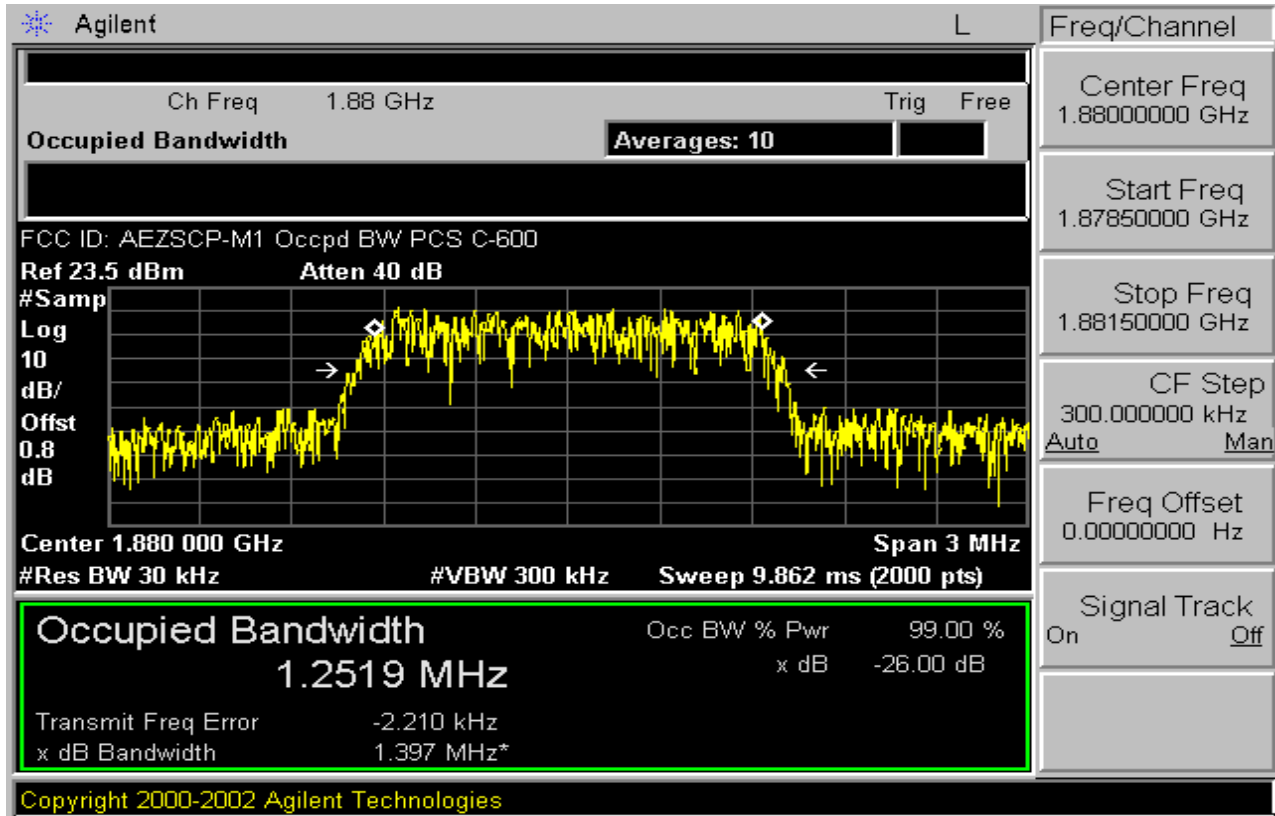 Agilent L Freq/Channel
Ch Freq 1.88 GHz Trig Free
Occupied Bandwidth Averages: 10
FCC ID: AEZSCP-M1 Occpd BW PCS C-600
Ref 23.5 dBm Atten 40 dB
#Samp
Log
10
dB/
Offst
0.8
dB
Center 1.880 000 GHz Span 3 MHz
#Res BW 30 kHz #VBW 300 kHz Sweep 9.862 ms (2000 pts)
Occupied Bandwidth Occ BW % Pwr 99.00 %
1.2519 MHz x dB -26.00 dB
Transmit Freq Error -2.210 kHz
x dB Bandwidth 1.397 MHz*
Copyright 2000-2002 Agilent Technologies
Center Freq
1.88000000 GHz
Start Freq
1.87850000 GHz
Stop Freq
1.88150000 GHz
CF Step
300.000000 kHz
Auto Man
Freq Offset
0.00000000 Hz
Signal Track
On Off